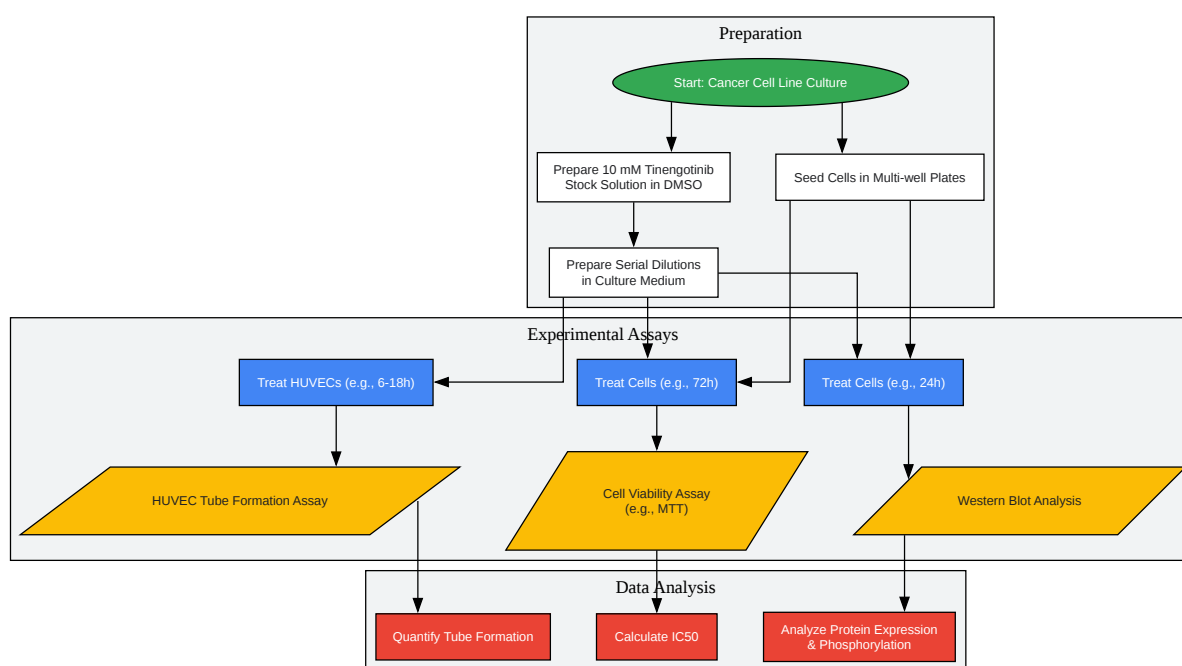 Preparation
Start: Cancer Cell Line Culture
Prepare 10 mM Tinengotinib
Stock Solution in DMSO
Seed Cells in Multi-well Plates
Prepare Serial Dilutions
in Culture Medium
Experimental Assays
Treat HUVECs (e.g., 6-18h)
Treat Cells (e.g., 72h)
Treat Cells (e.g., 24h)
HUVEC Tube Formation Assay
Cell Viability Assay
(e.g., MTT)
Western Blot Analysis
Data Analysis
Quantify Tube Formation
Calculate IC50
Analyze Protein Expression
& Phosphorylation